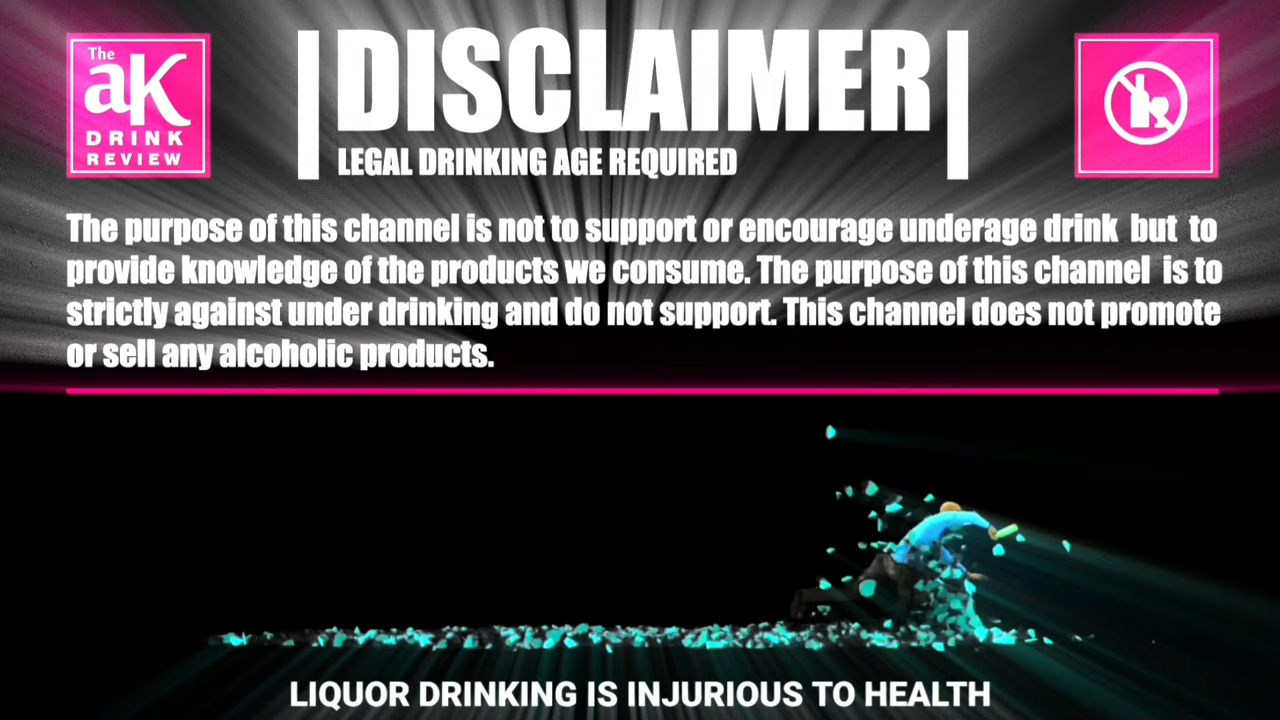 The
aK
DRINK
REVIEW
DISCLAIMER
LEGAL DRINKING AGE REQUIRED
The purpose of this channel is not to support or encourage underage drink but to
provide knowledge of the products we consume. The purpose of this channel is to
strictly against under drinking and do not support. This channel does not promote
or sell any alcoholic products.
LIQUOR DRINKING IS INJURIOUS TO HEALTH